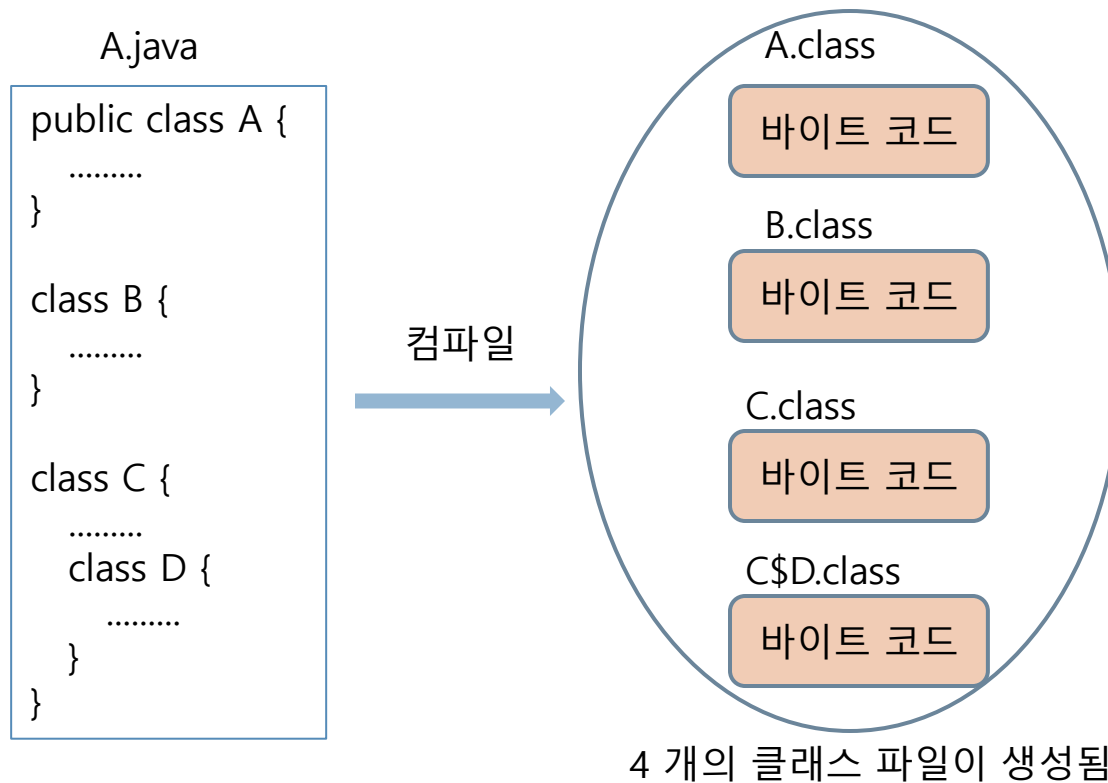 A.java
public class A {
.........
}
class B {
.........
}
class C {
.........
class D {
.........
}
}
컴파일
A.class
바이트 코드
B.class
바이트 코드
C.class
바이트 코드
C$D.class
바이트 코드
4 개의 클래스 파일이 생성됨